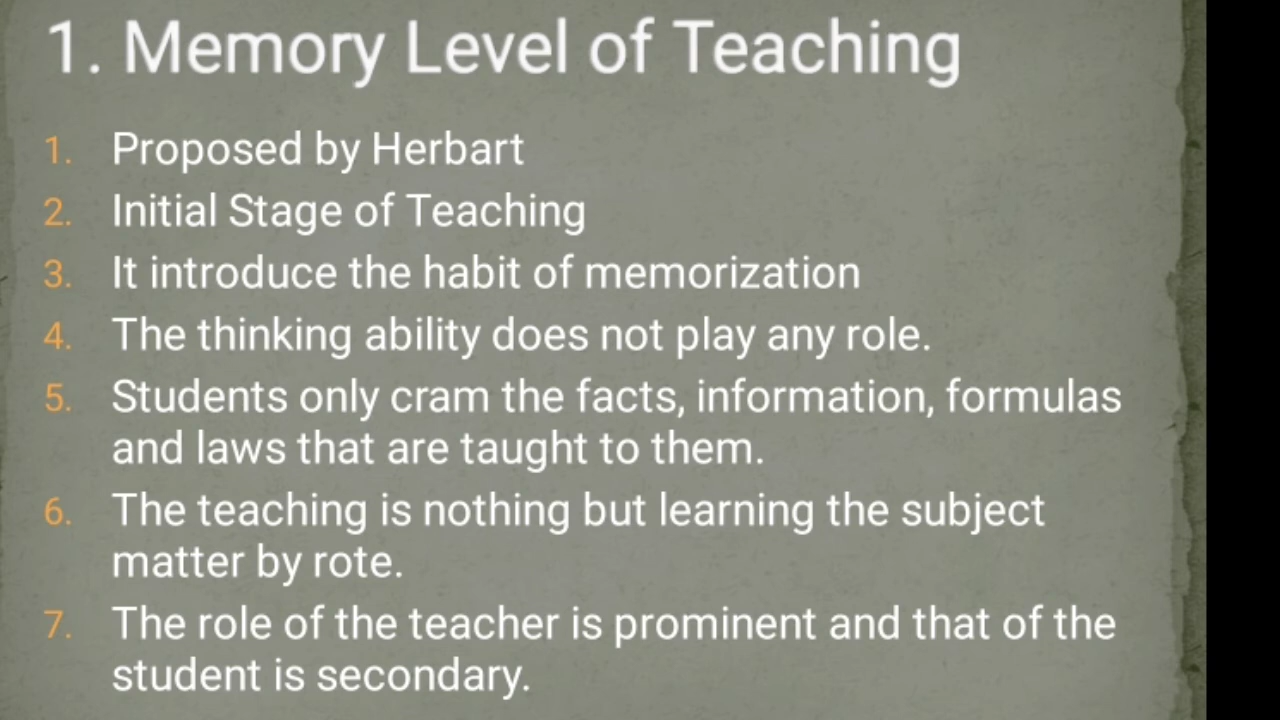 1. Memory Level of Teaching
1. Proposed by Herbart
2. Initial Stage of Teaching
3. It introduce the habit of memorization
4. The thinking ability does not play any role.
5. Students only cram the facts, information, formulas
and laws that are taught to them.
6. The teaching is nothing but learning the subject
matter by rote.
7. The role of the teacher is prominent and that of the
student is secondary.